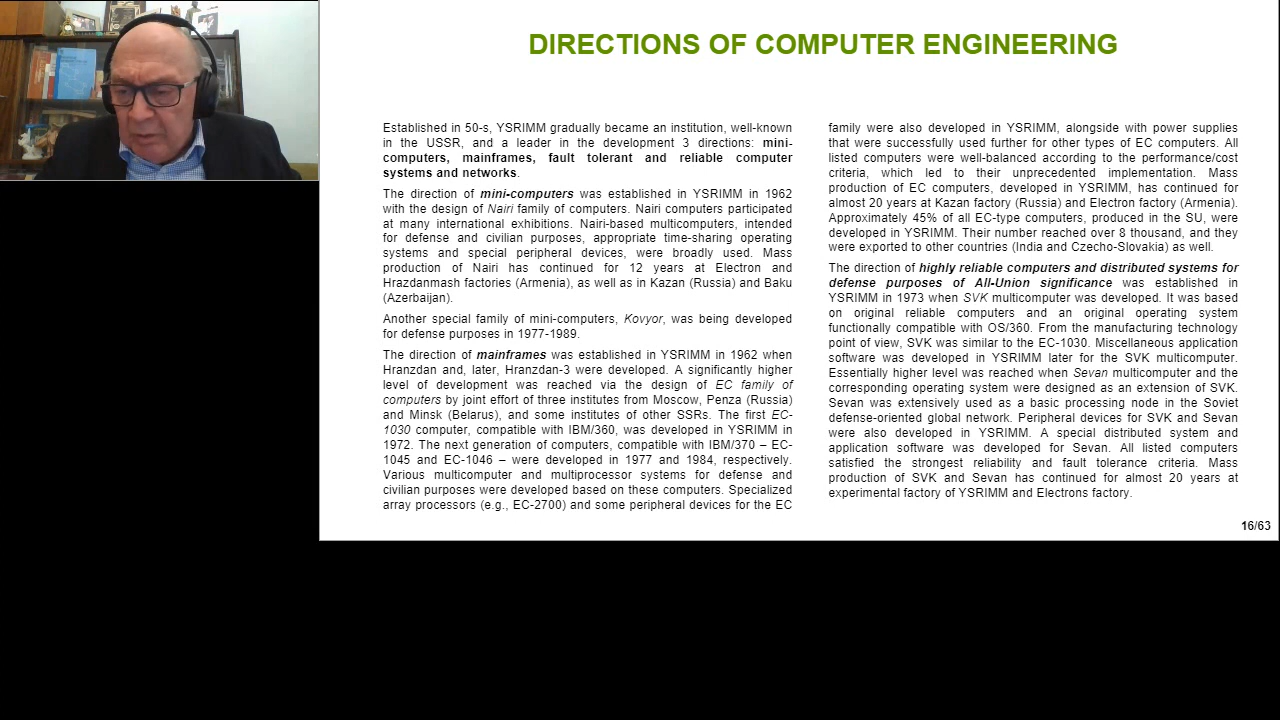 DIRECTIONS OF COMPUTER ENGINEERING
Established in 50-s, YSRIMM gradually became an institution, well-known
in the USSR, and a leader in the development 3 directions: mini-
computers, mainframes, fault tolerant and reliable computer
systems and networks.
The direction of mini-computers was established in YSRIMM in 1962
with the design of Nairi family of computers. Nairi computers participated
at many international exhibitions. Nairi-based multicomputers, intended
for defense and civilian purposes, appropriate time-sharing operating
systems and special peripheral devices, were broadly used. Mass
production of Nairi has continued for 12 years at Electron and
Hrazdanmash factories (Armenia), as well as in Kazan (Russia) and Baku
(Azerbaijan).
Another special family of mini-computers, Kovyor, was being developed
for defense purposes in 1977-1989.
The direction of mainframes was established in YSRIMM in 1962 when
Hranzdan and, later, Hranzdan-3 were developed. A significantly higher
level of development was reached via the design of EC family of
computers by joint effort of three institutes from Moscow, Penza (Russia)
and Minsk (Belarus), and some institutes of other SSRs. The first EC-
1030 computer, compatible with IBM/360, was developed in YSRIMM in
1972. The next generation of computers, compatible with IBM/370 – EC-
1045 and EC-1046 – were developed in 1977 and 1984, respectively.
Various multicomputer and multiprocessor systems for defense and
civilian purposes were developed based on these computers. Specialized
array processors (e.g., EC-2700) and some peripheral devices for the EC
family were also developed in YSRIMM, alongside with power supplies
that were successfully used further for other types of EC computers. All
listed computers were well-balanced according to the performance/cost
criteria, which led to their unprecedented implementation. Mass
production of EC computers, developed in YSRIMM, has continued for
almost 20 years at Kazan factory (Russia) and Electron factory (Armenia).
Approximately 45% of all EC-type computers, produced in the SU, were
developed in YSRIMM. Their number reached over 8 thousand, and they
were exported to other countries (India and Czecho-Slovakia) as well.
The direction of highly reliable computers and distributed systems for
defense purposes of All-Union significance was established in
YSRIMM in 1973 when SVK multicomputer was developed. It was based
on original reliable computers and an original operating system
functionally compatible with OS/360. From the manufacturing technology
point of view, SVK was similar to the EC-1030. Miscellaneous application
software was developed in YSRIMM later for the SVK multicomputer.
Essentially higher level was reached when Sevan multicomputer and the
corresponding operating system were designed as an extension of SVK.
Sevan was extensively used as a basic processing node in the Soviet
defense-oriented global network. Peripheral devices for SVK and Sevan
were also developed in YSRIMM. A special distributed system and
application software was developed for Sevan. All listed computers
satisfied the strongest reliability and fault tolerance criteria. Mass
production of SVK and Sevan has continued for almost 20 years at
experimental factory of YSRIMM and Electrons factory.
16/63